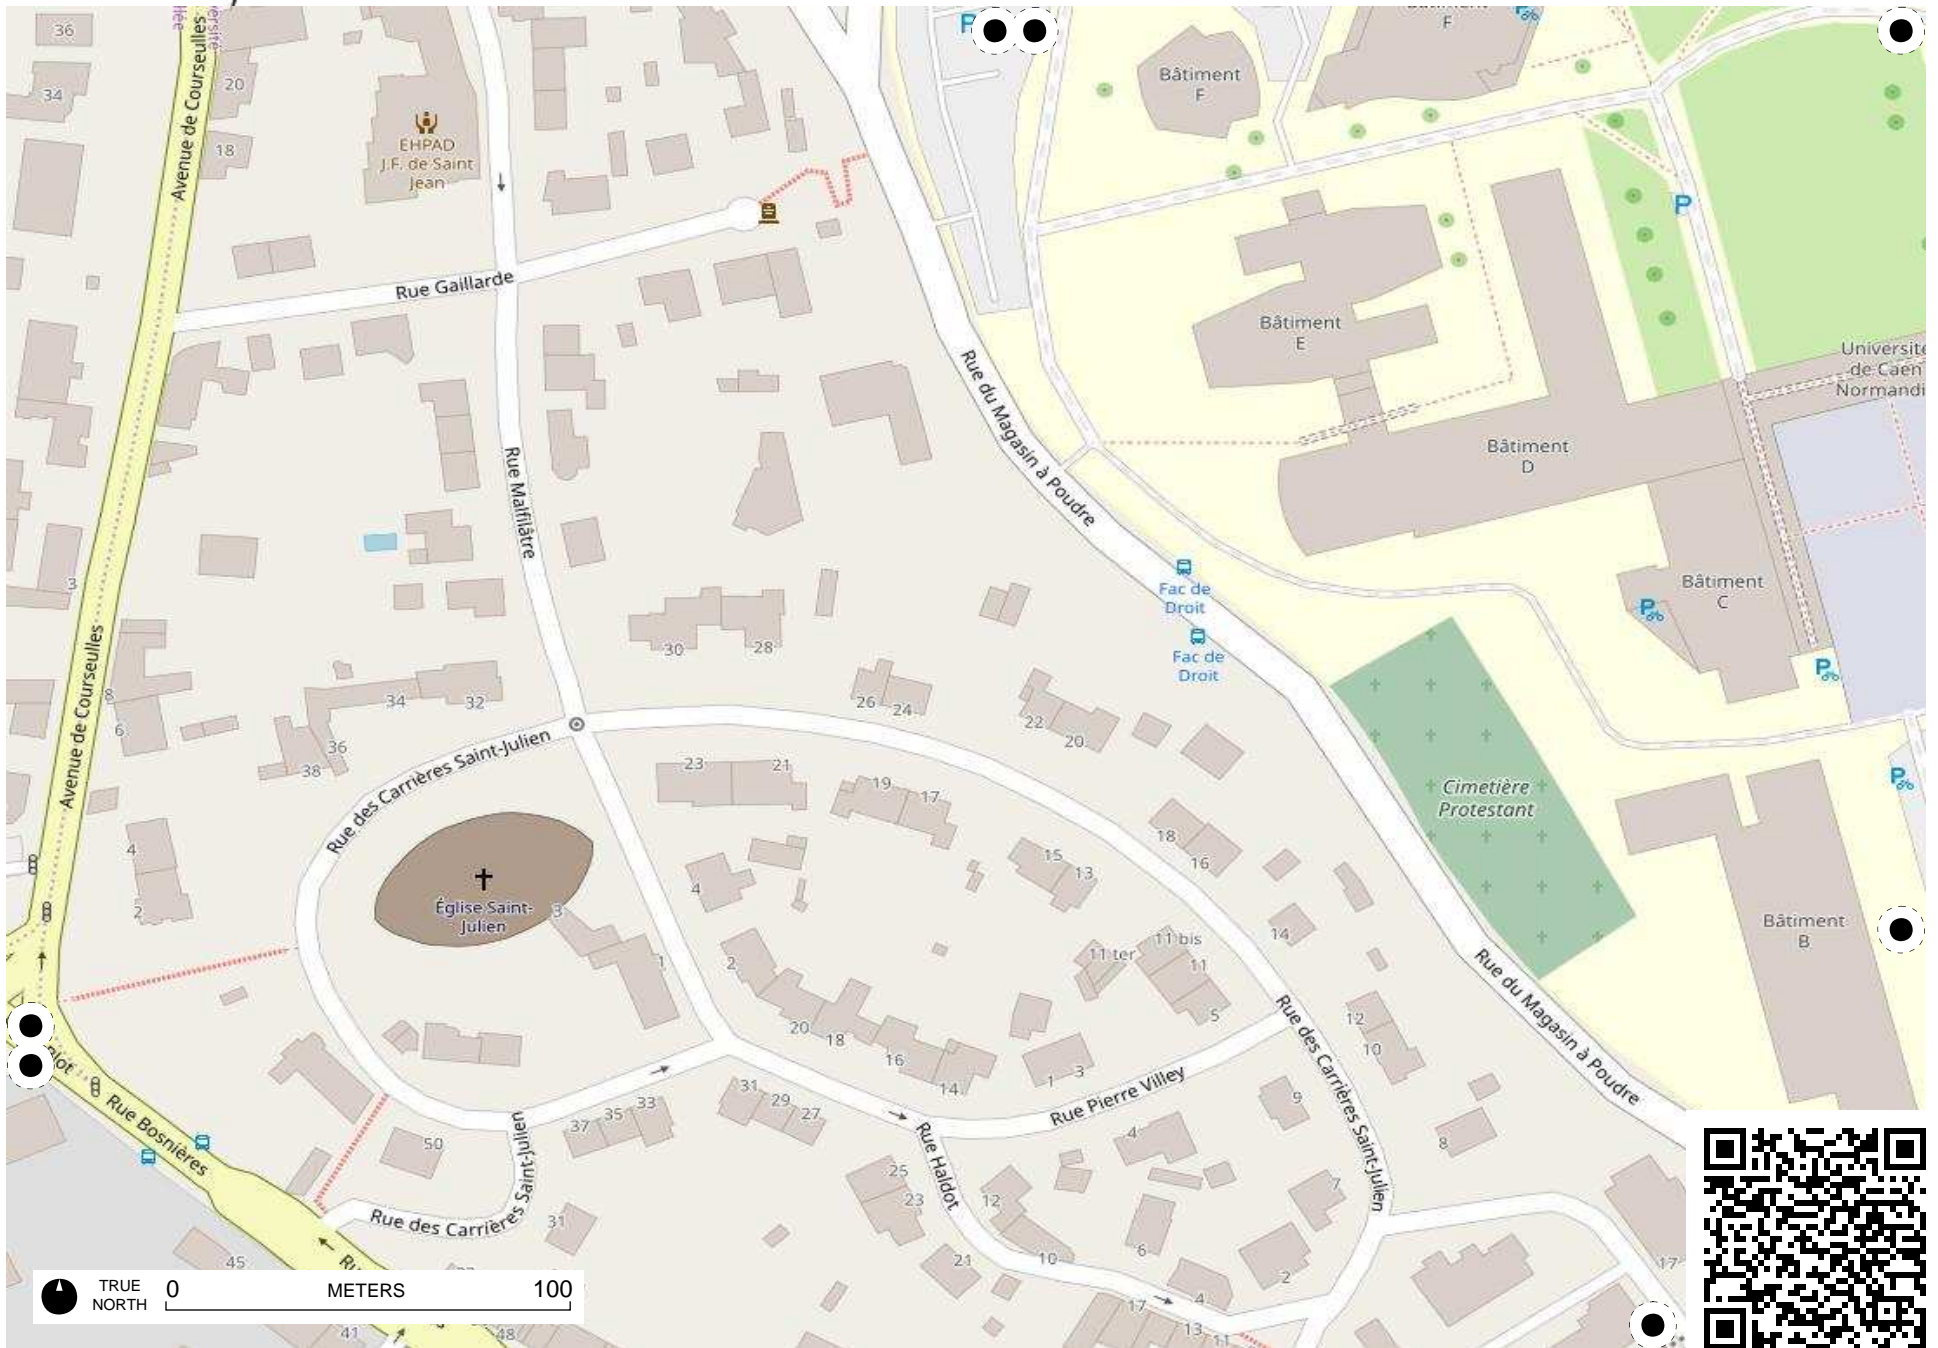 36
34
20
18
Avenue de Courseulles
EHPAD
J.F. de Saint
Jean
Bâtiment
F
F
P
P
Rue Gaillarde
Bâtiment
E
Université
de Caen
Bâtiment
D
Rue du Magasin à Poudre
Rue Malfilâtre
3
Fac de
Droit
Fac de
Droit
Bâtiment
C
P
P
P
30
28
34
32
26
24
22
20
8
6
36
38
Avenue de Courseulles
Rue des Carrières Saint-Julien
23
21
19
17
Cimetière
Protestant
18
16
15
13
4
2
4
Église Saint-
Julien
3
1
2
14
11 bis
11 ter
11
5
Bâtiment
B
Rue du Magasin à Poudre
20
18
16
14
1
3
12
10
Rue des Carrières Saint-Julien
Rue Pierre Villey
Rue Bosnières
31
29
27
37
35
33
50
Rue des Carrières Saint-Julien
31
Rue Haldot
25
23
21
12
10
4
6
9
7
8
2
4
17
13
11
17
45
41
48
TRUE
NORTH
0 METERS 100